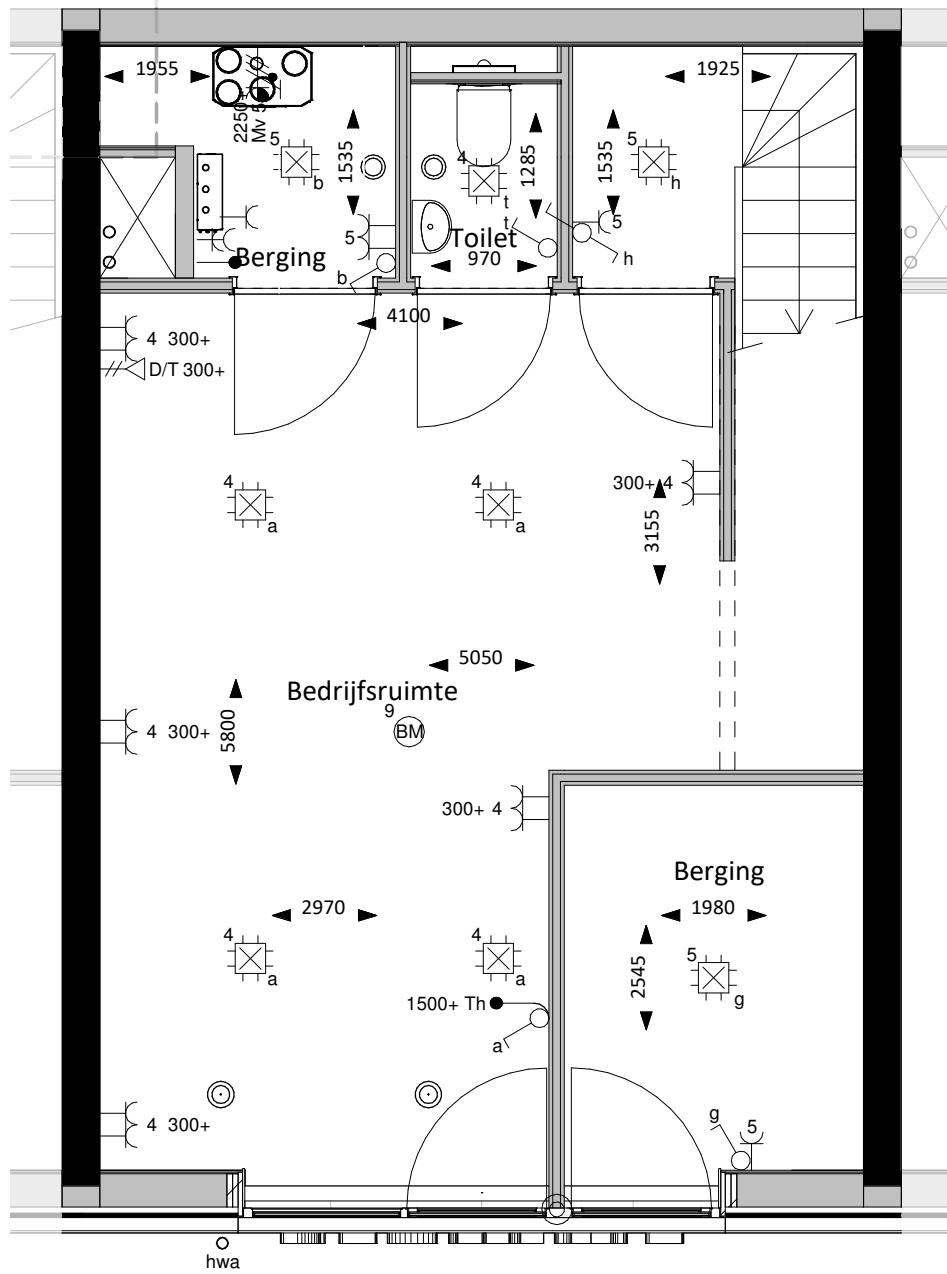 1955
2250+
Mv 5
5
b
1535
4
t
1285
1535
5
h
1925
Berging
5
b
Toilet
t
970
5
h
4100
4 300+
D/T 300+
4
a
4
a
300+ 4
3155
5050
Bedrijfsruimte
9
BM
4 300+
5800
300+ 4
Berging
2970
1980
4
a
4
a
5
g
2545
1500+ Th
a
4 300+
g
5
hwa